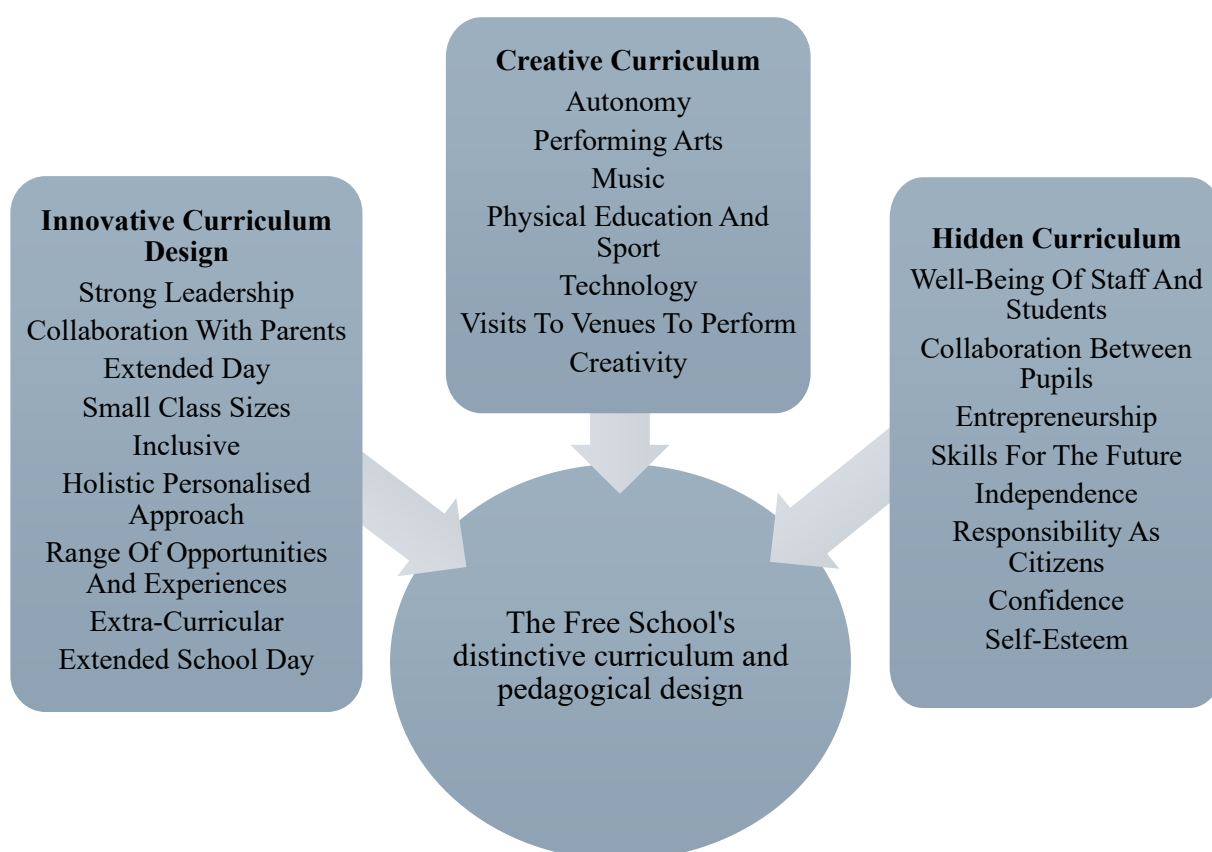 Innovative Curriculum
Design
Strong Leadership
Collaboration With Parents
Extended Day
Small Class Sizes
Inclusive
Holistic Personalised
Approach
Range Of Opportunities
And Experiences
Extra-Curricular
Extended School Day
Creative Curriculum
Autonomy
Performing Arts
Music
Physical Education And
Sport
Technology
Visits To Venues To Perform
Creativity
Hidden Curriculum
Well-Being Of Staff And
Students
Collaboration Between
Pupils
Entrepreneurship
Skills For The Future
Independence
Responsibility As
Citizens
Confidence
Self-Esteem
The Free School's
distinctive curriculum and
pedagogical design